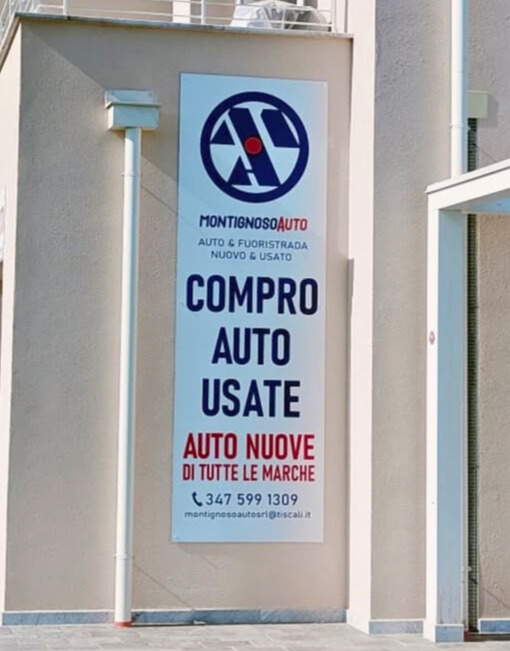 MONTIGNOSOAUTO
AUTO & FUORISTRADA
NUOVO & USATO
COMPRO
AUTO
USATE
AUTO NUOVE
DI TUTTE LE MARCHE
347 599 1309
montignosoautosrl@tiscali.it